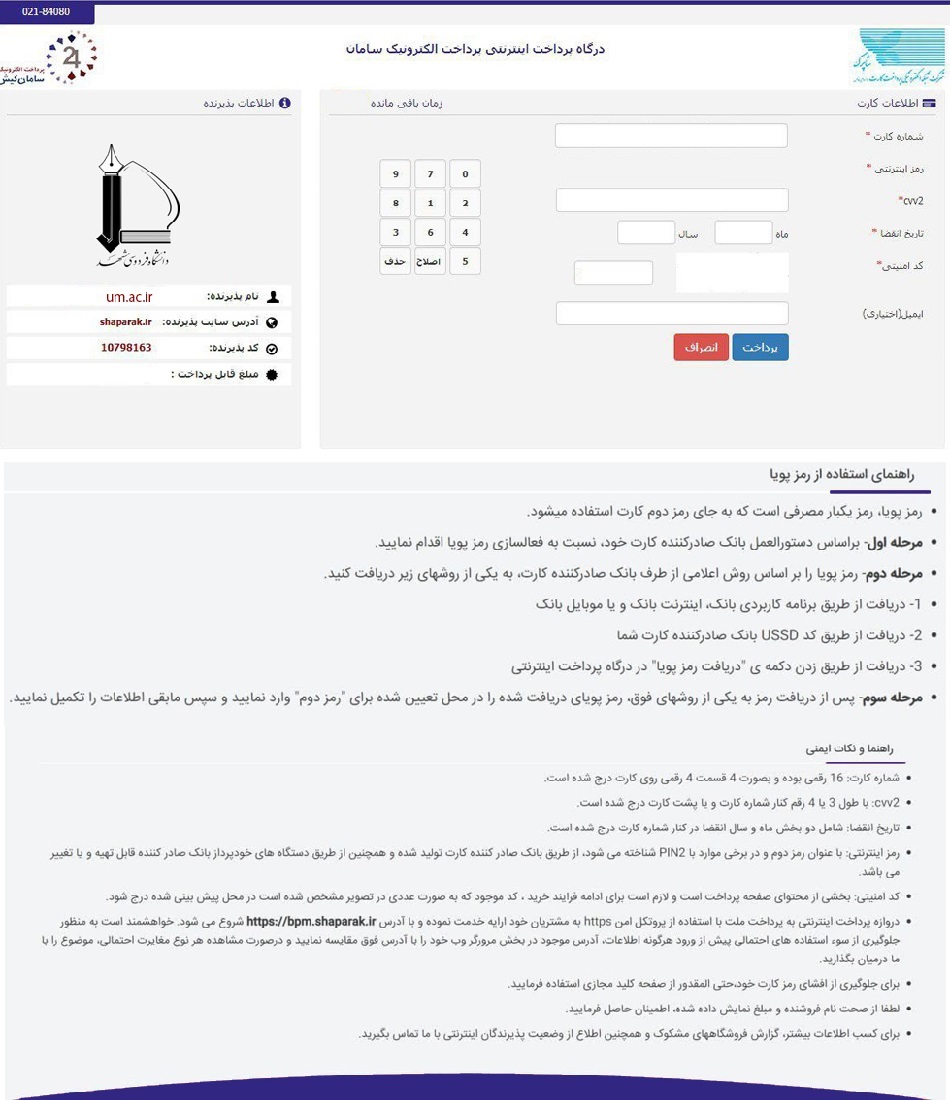 021-84080
درگاه پرداخت اینترنتی پرداخت الکترونیک سامان
24
پرداخت الکترونیک
سامان کیش
شاپرک
اطلاعات کارت
زمان باقی مانده
شماره کارت *
رمز اینترنتی *
cvv2*
تاریخ انقضا *
ماه
سال
کد امنیتی*
ایمیل(اختیاری)
پرداخت
انصراف
9 7 0
8 1 2
3 6 4
حذف اصلاح 5
اطلاعات پذیرنده
دانشگاه فردوسی مشهد
نام پذیرنده: um.ac.ir
آدرس سایت پذیرنده: shaparak.ir
کد پذیرنده: 10798163
مبلغ قابل پرداخت :
راهنمای استفاده از رمز پویا
• رمز پویا، رمز یکبار مصرفی است که به جای رمز دوم کارت استفاده میشود.
• مرحله اول- براساس دستورالعمل بانک صادرکننده کارت خود، نسبت به فعالسازی رمز پویا اقدام نمایید.
• مرحله دوم- رمز پویا را بر اساس روش اعلامی از طرف بانک صادرکننده کارت، به یکی از روشهای زیر دریافت کنید.
• 1- دریافت از طریق برنامه کاربردی بانک، اینترنت بانک و یا موبایل بانک
• 2- دریافت از طریق کد USSD بانک صادرکننده کارت شما
• 3- دریافت از طریق زدن دکمه ی "دریافت رمز پویا" در درگاه پرداخت اینترنتی
• مرحله سوم- پس از دریافت رمز به یکی از روشهای فوق، رمز پویای دریافت شده را در محل تعیین شده برای "رمز دوم" وارد نمایید و سپس مابقی اطلاعات را تکمیل نمایید.
راهنما و نکات ایمنی
• شماره کارت: 16 رقمی بوده و بصورت 4 قسمت 4 رقمی روی کارت درج شده است.
• cvv2: با طول 3 یا 4 رقم کنار شماره کارت و یا پشت کارت درج شده است.
• تاریخ انقضا: شامل دو بخش ماه و سال انقضا در کنار شماره کارت درج شده است.
• رمز اینترنتی: با عنوان رمز دوم و در برخی موارد با PIN2 شناخته می شود، از طریق بانک صادر کننده کارت تولید شده و همچنین از طریق دستگاه های خودپرداز بانک صادر کننده قابل تهیه و یا تغییر
می باشد.
• کد امنیتی: بخشی از محتوای صفحه پرداخت است و لازم است برای ادامه فرایند خرید ، کد موجود که به صورت عددی در تصویر مشخص شده است در محل پیش بینی شده درج شود.
• دروازه پرداخت اینترنتی به پرداخت ملت با استفاده از پروتکل امن https به مشتریان خود ارایه خدمت نموده و با آدرس https://bpm.shaparak.ir شروع می شود. خواهشمند است به منظور
جلوگیری از سوء استفاده های احتمالی پیش از ورود هرگونه اطلاعات، آدرس موجود در بخش مرورگر وب خود را با آدرس فوق مقایسه نمایید و درصورت مشاهده هر نوع مغایرت احتمالی، موضوع را با
ما درمیان بگذارید.
• برای جلوگیری از افشای رمز کارت خود،حتی المقدور از صفحه کلید مجازی استفاده فرمایید.
• لطفا از صحت نام فروشنده و مبلغ نمایش داده شده، اطمینان حاصل فرمایید.
• برای کسب اطلاعات بیشتر، گزارش فروشگاههای مشکوک و همچنین اطلاع از وضعیت پذیرندگان اینترنتی با ما تماس بگیرید.